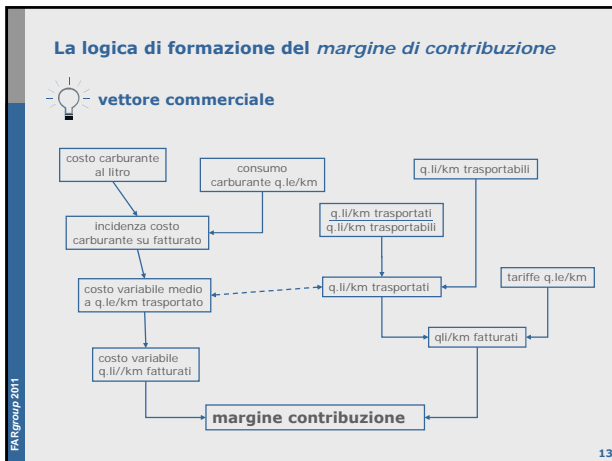 La logica di formazione del margine di contribuzione
vettore commerciale
costo carburante
al litro
consumo
carburante q.le/km
q.li/km trasportabili
q.li/km trasportati
q.li/km trasportabili
incidenza costo
carburante su fatturato
costo variabile medio
a q.le/km trasportato
q.li/km trasportati
tariffe q.le/km
qli/km fatturati
costo variabile
q.li//km fatturati
margine contribuzione
FARgroup 2011
13